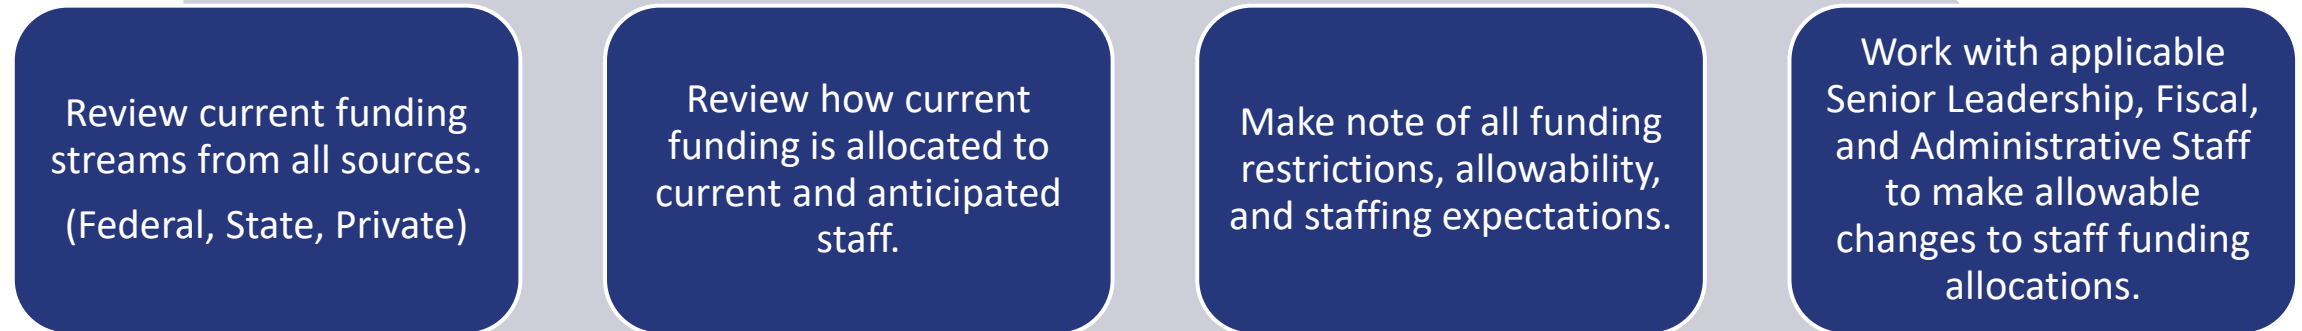 Review current funding
streams from all sources.
(Federal, State, Private)
Review how current
funding is allocated to
current and anticipated
staff.
Make note of all funding
restrictions, allowability,
and staffing expectations.
Work with applicable
Senior Leadership, Fiscal,
and Administrative Staff
to make allowable
changes to staff funding
allocations.